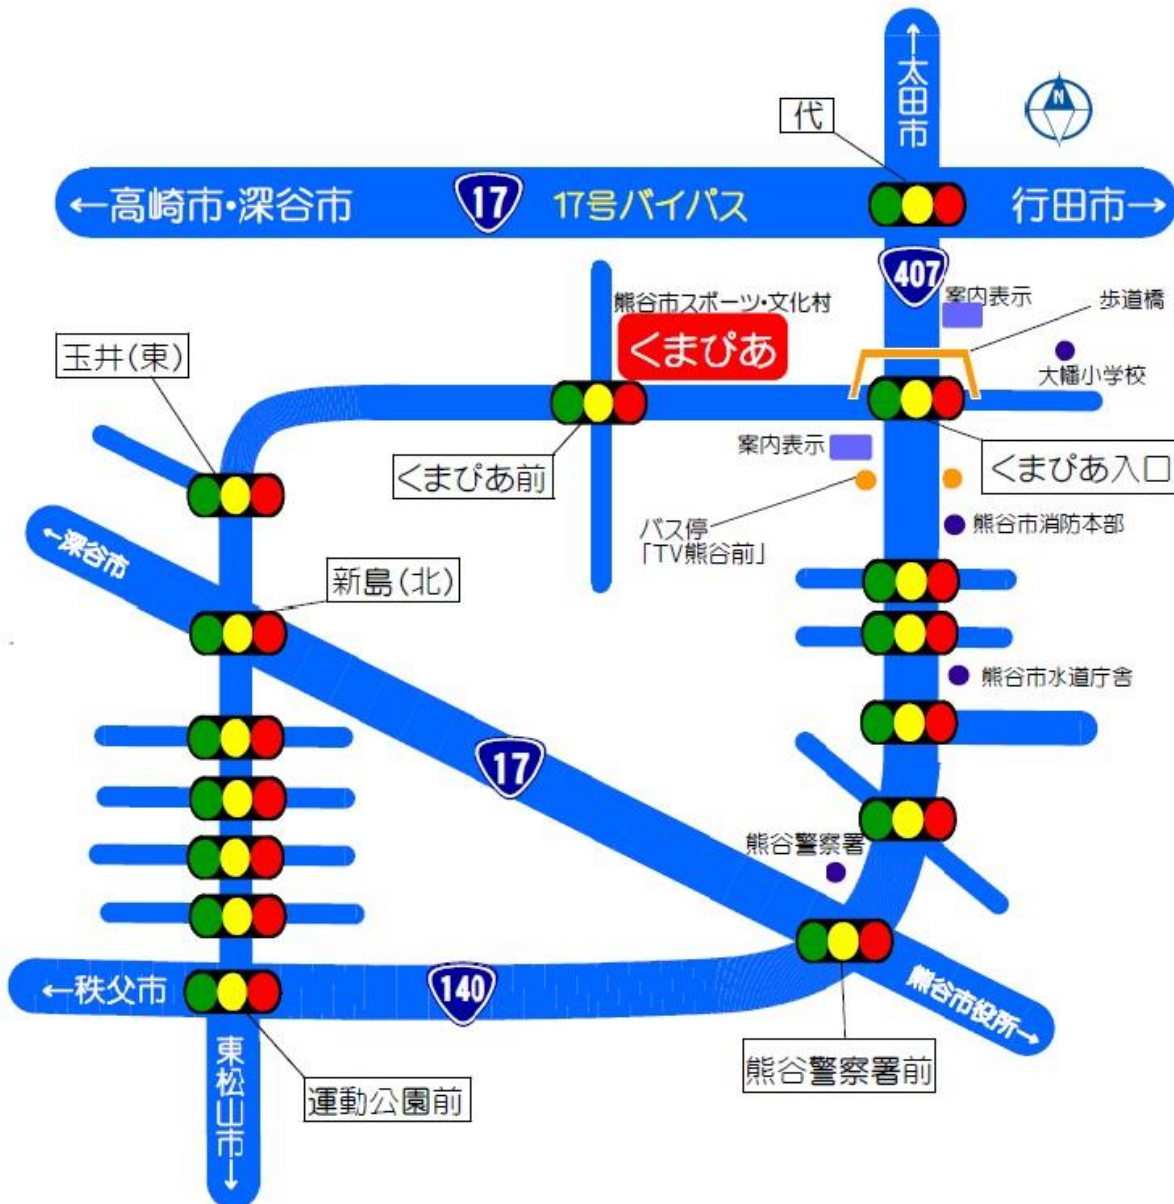 ←太田市
N
代
←高崎市・深谷市
17
17号バイパス
行田市→
407
熊谷市スポーツ・文化村
くまぴあ
案内表示
歩道橋
玉井(東)
大幡小学校
くまぴあ前
案内表示
くまぴあ入口
←深谷市
バス停
「TV熊谷前」
熊谷市消防本部
新島(北)
熊谷市水道庁舎
17
熊谷警察署
←秩父市
140
熊谷市役所→
東松山市→
運動公園前
熊谷警察署前